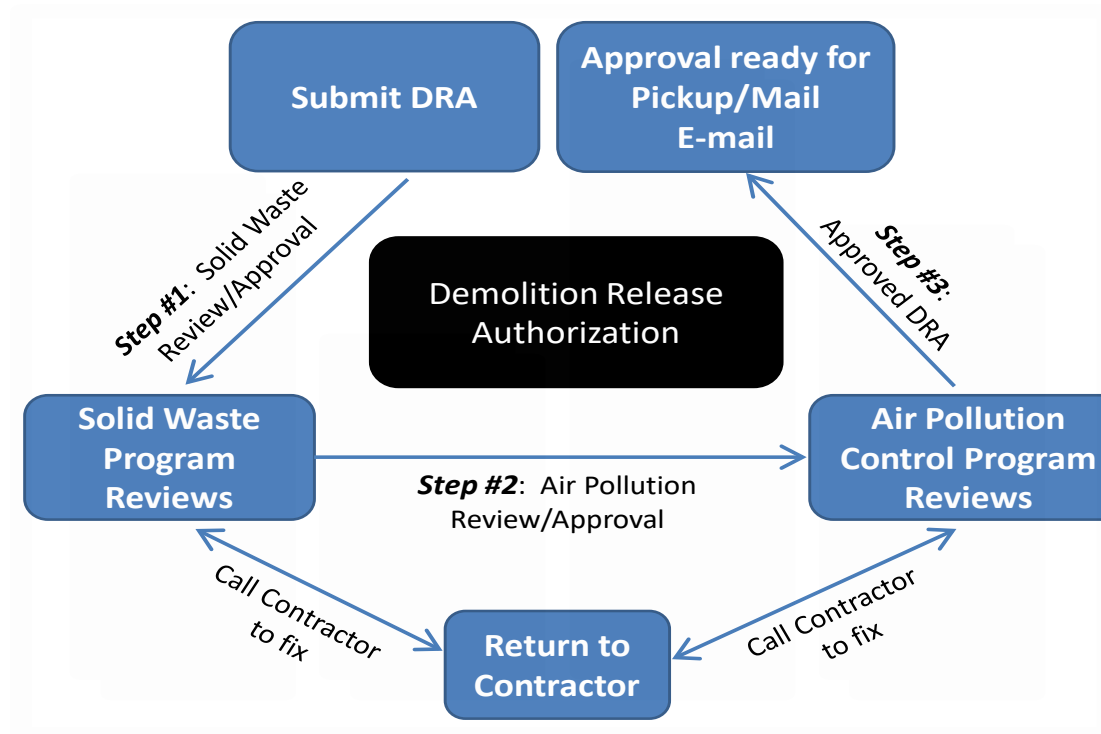 Submit DRA
Approval ready for
Pickup/Mail
E-mail
Step #1:  Solid Waste
Review/Approval
Demolition Release
Authorization
Step #3:
Approved DRA
Solid Waste
Program
Reviews
Step #2:  Air Pollution
Review/Approval
Air Pollution
Control Program
Reviews
Call Contractor
to fix
Return to
Contractor
Call Contractor
to fix